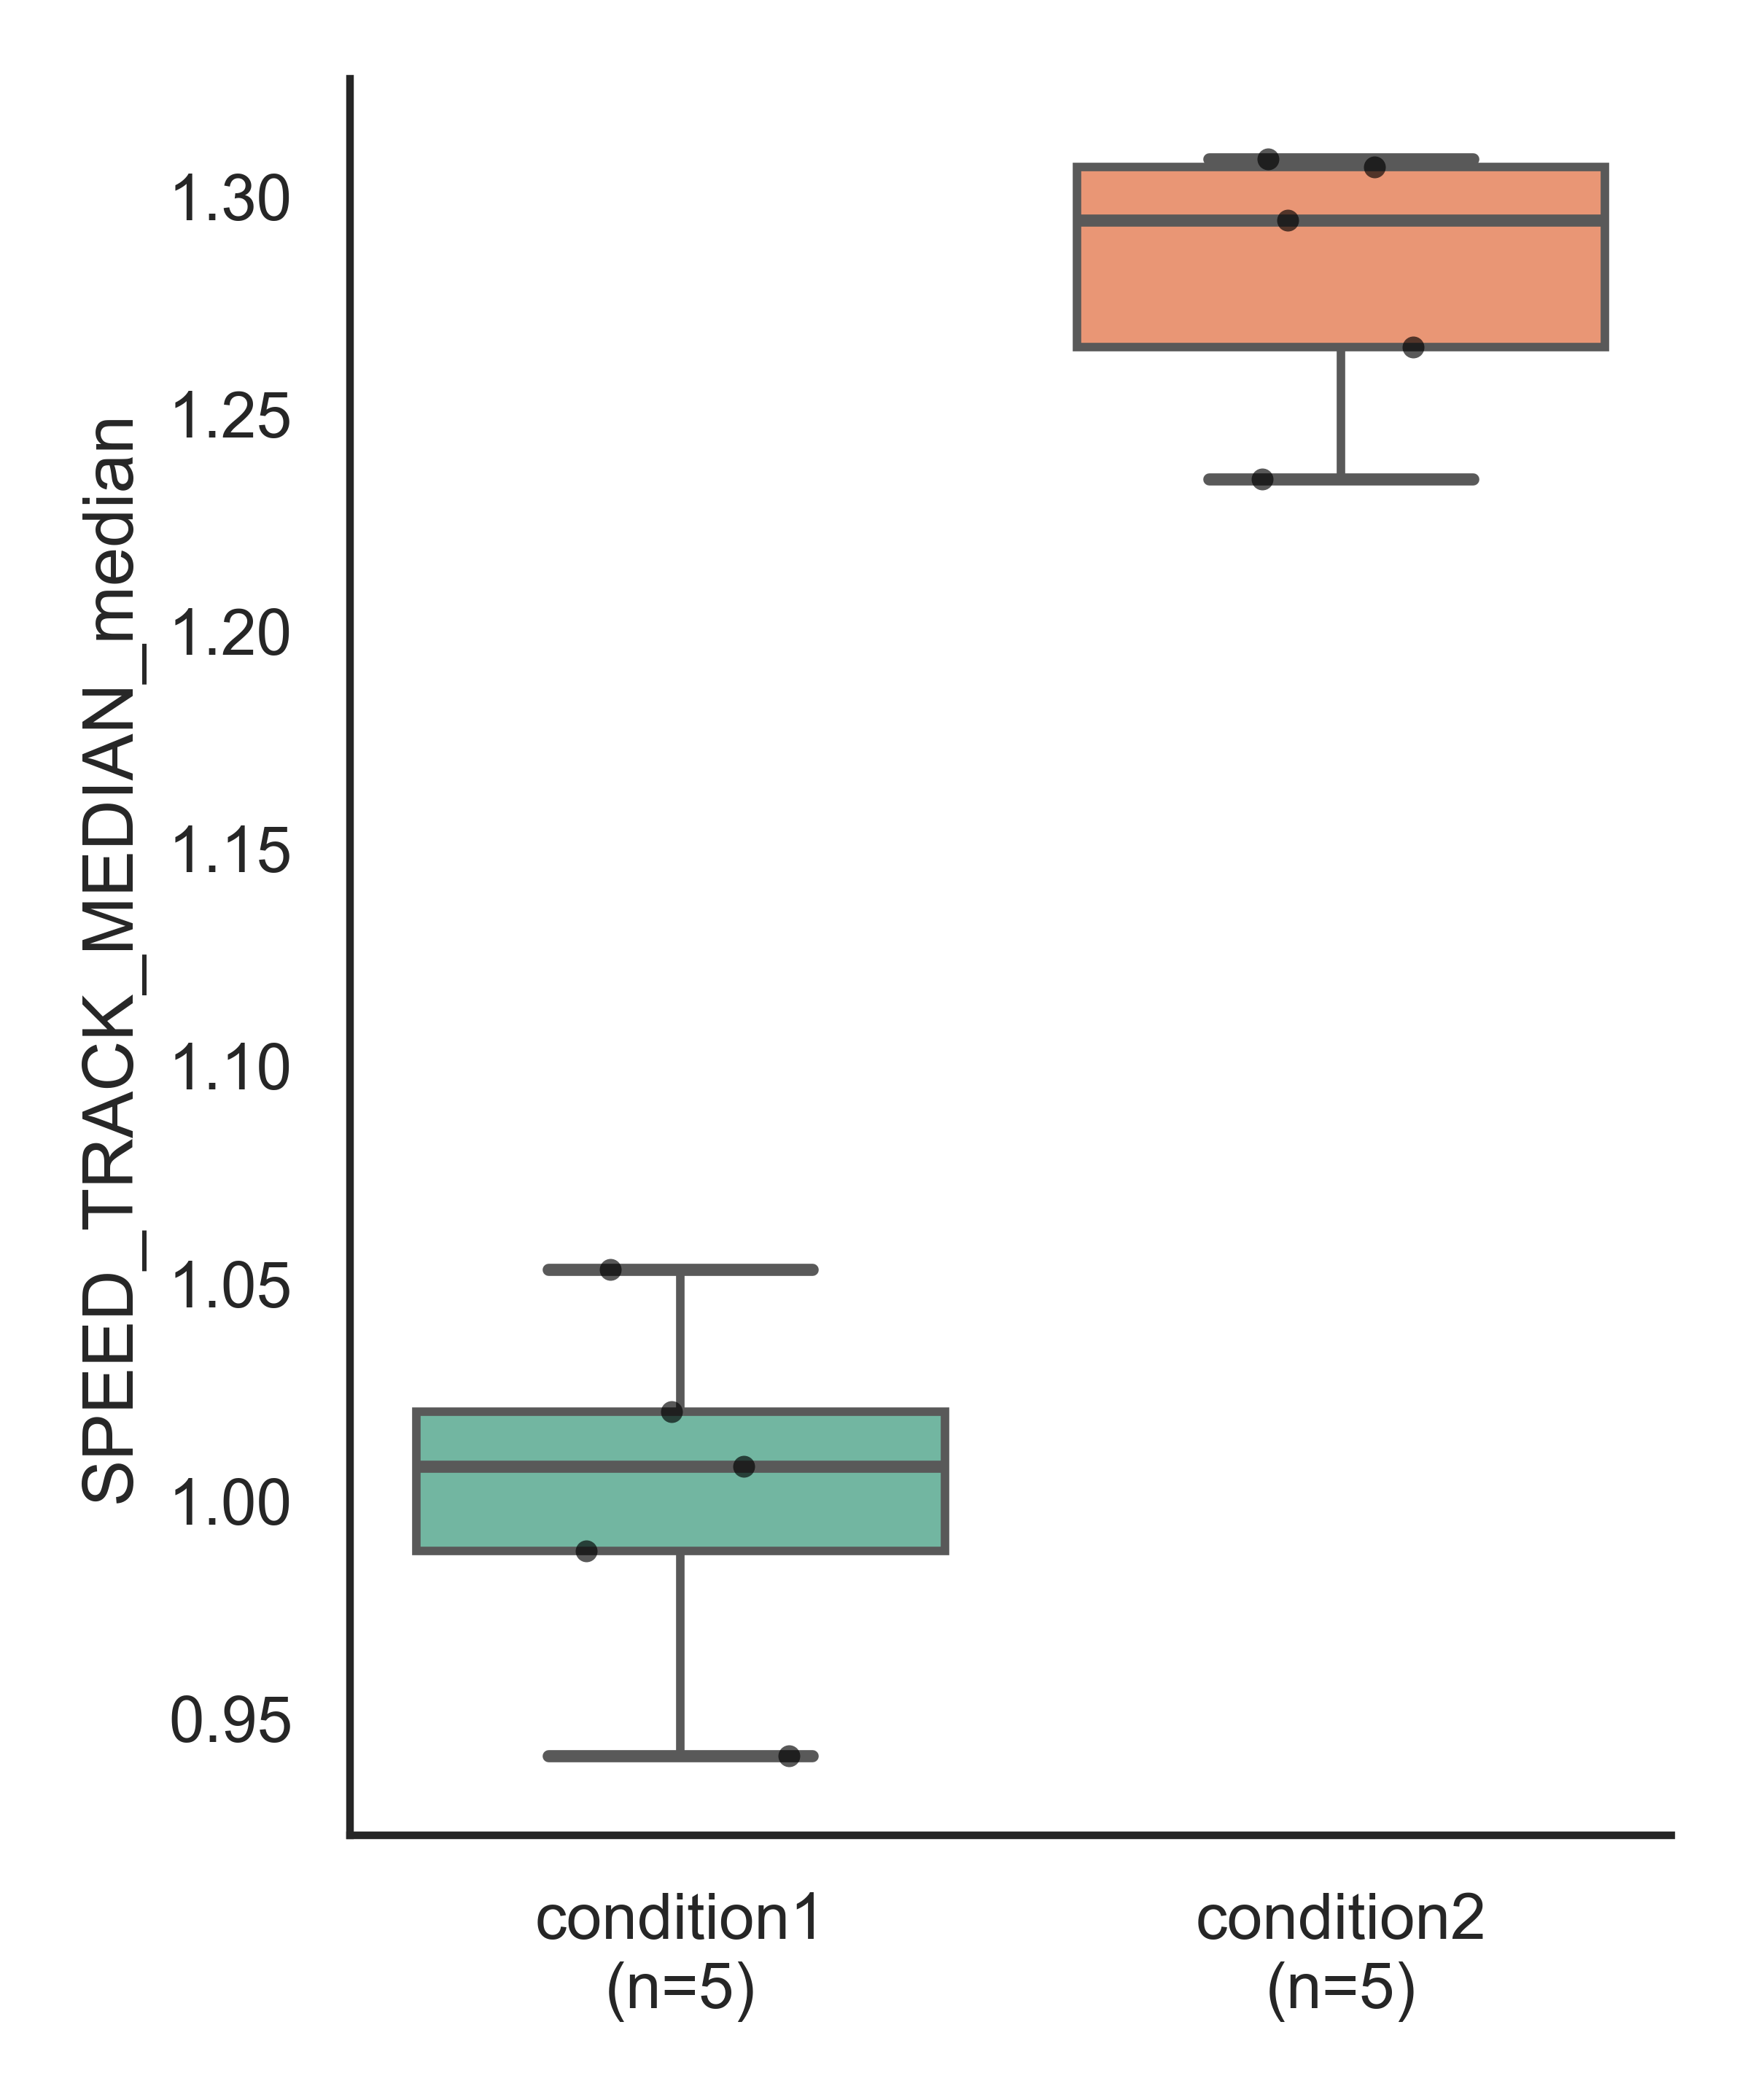 SPEED_TRACK_MEDIAN_median
1.30
1.25
1.20
1.15
1.10
1.05
1.00
0.95
condition1
(n=5)
condition2
(n=5)